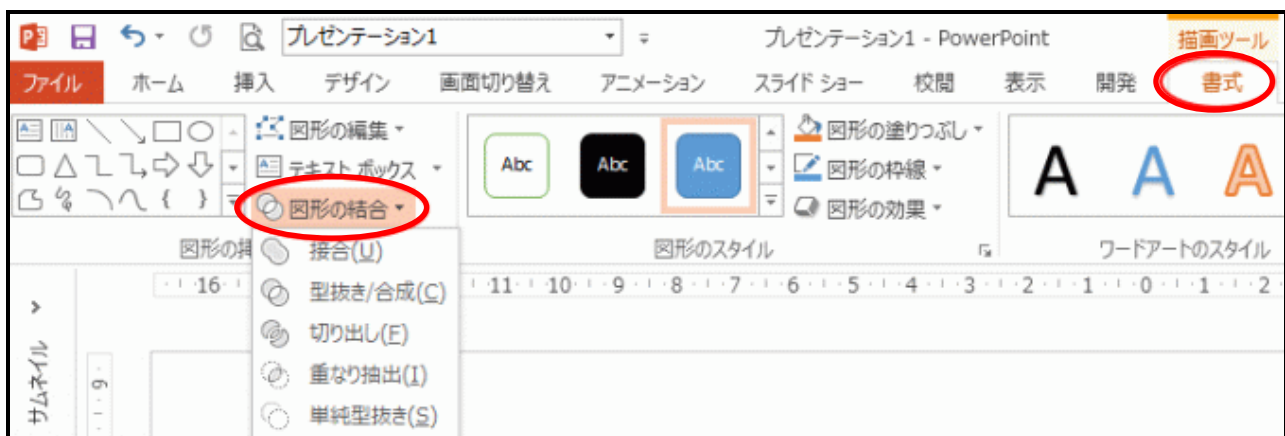 プレゼンテーション1 プレゼンテーション1 - PowerPoint 描画ツール
ファイル ホーム 挿入 デザイン 画面切り替え アニメーション スライド ショー 校閲 表示 開発 書式
図形の編集
テキスト ボックス
図形の結合
Abc Abc Abc
図形の塗りつぶし
図形の枠線
図形の効果
A A A
図形の挿
図形のスタイル
ワードアートのスタイル
接合(U)
型抜き/合成(C)
切り出し(F)
重なり抽出(I)
単純型抜き(S)
16 11 10 9 8 7 6 5 4 3 2 1 0 1 2
サムネイル
9